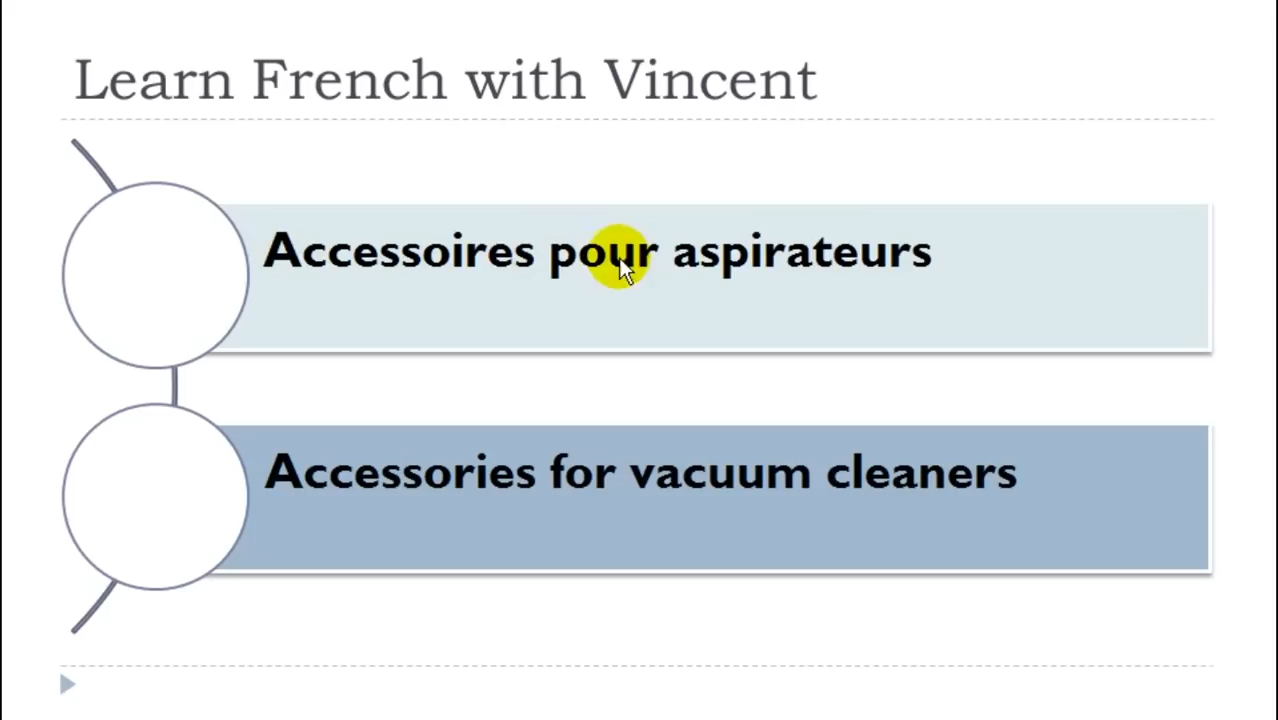 Learn French with Vincent
Accessoires pour aspirateurs
Accessories for vacuum cleaners